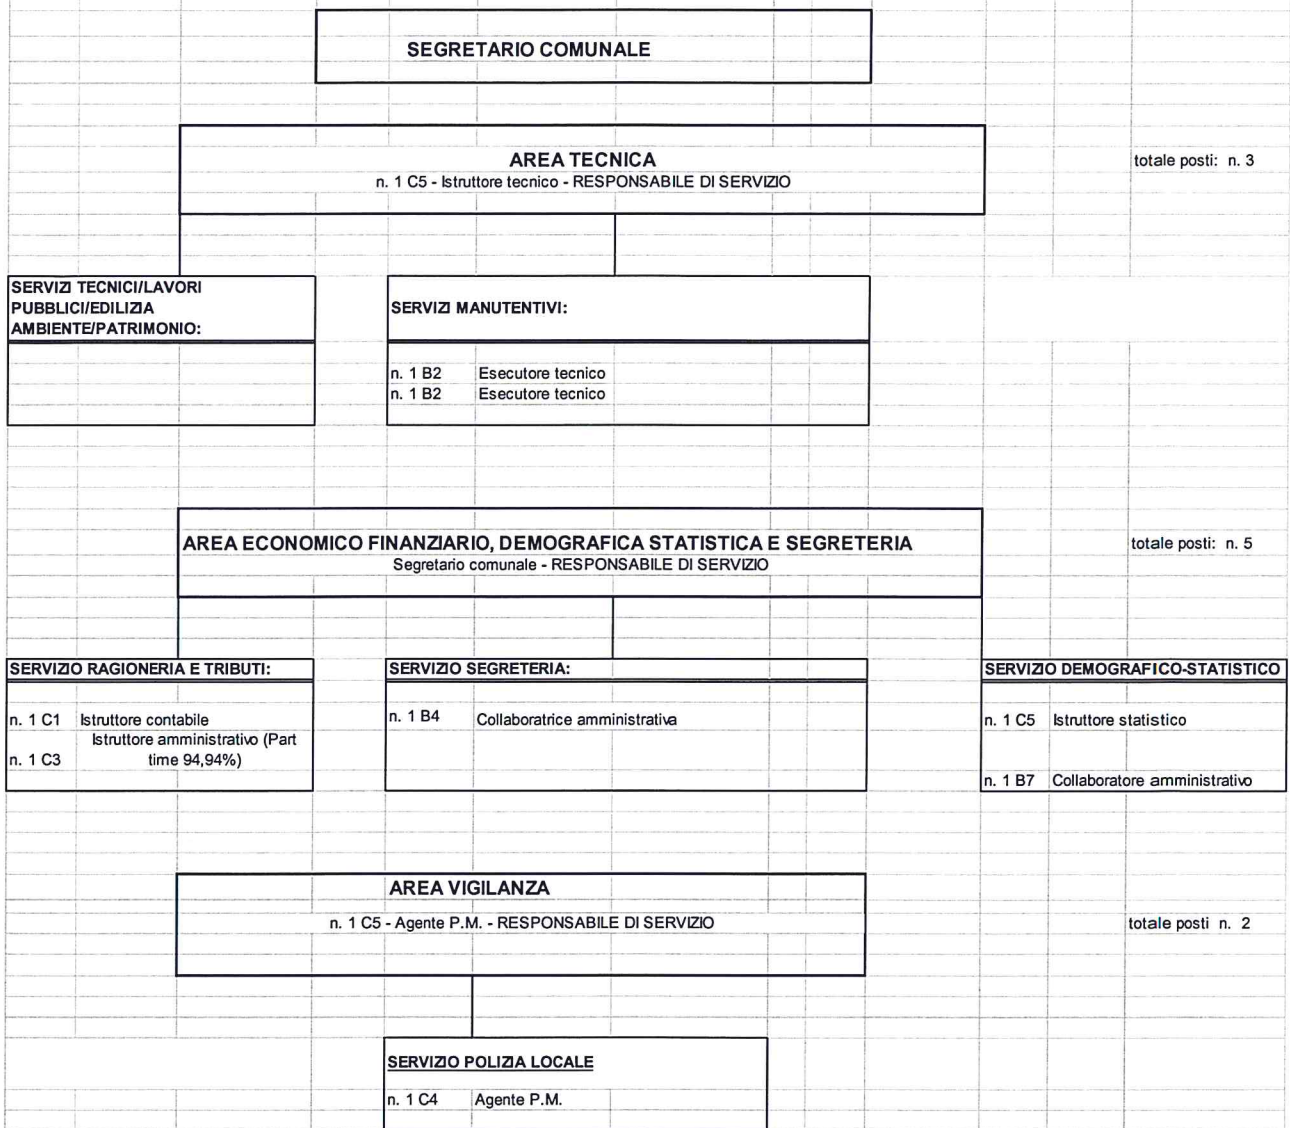 SEGRETARIO COMUNALE
AREA TECNICA
n. 1 C5 - Istruttore tecnico - RESPONSABILE DI SERVIZIO
totale posti: n. 3
SERVIZI TECNICI/LAVORI
PUBBLICI/EDILIZIA
AMBIENTE/PATRIMONIO:
SERVIZI MANUTENTIVI:
n. 1 B2 Esecutore tecnico
n. 1 B2 Esecutore tecnico
AREA ECONOMICO FINANZIARIO, DEMOGRAFICA STATISTICA E SEGRETERIA
Segretario comunale - RESPONSABILE DI SERVIZIO
totale posti: n. 5
SERVIZIO RAGIONERIA E TRIBUTI:
n. 1 C1 Istruttore contabile
Istruttore amministrativo (Part
n. 1 C3 time 94,94%)
SERVIZIO SEGRETERIA:
n. 1 B4 Collaboratrice amministrativa
SERVIZIO DEMOGRAFICO-STATISTICO
n. 1 C5 Istruttore statistico
n. 1 B7 Collaboratore amministrativo
AREA VIGILANZA
n. 1 C5 - Agente P.M. - RESPONSABILE DI SERVIZIO
totale posti n. 2
SERVIZIO POLIZIA LOCALE
n. 1 C4 Agente P.M.